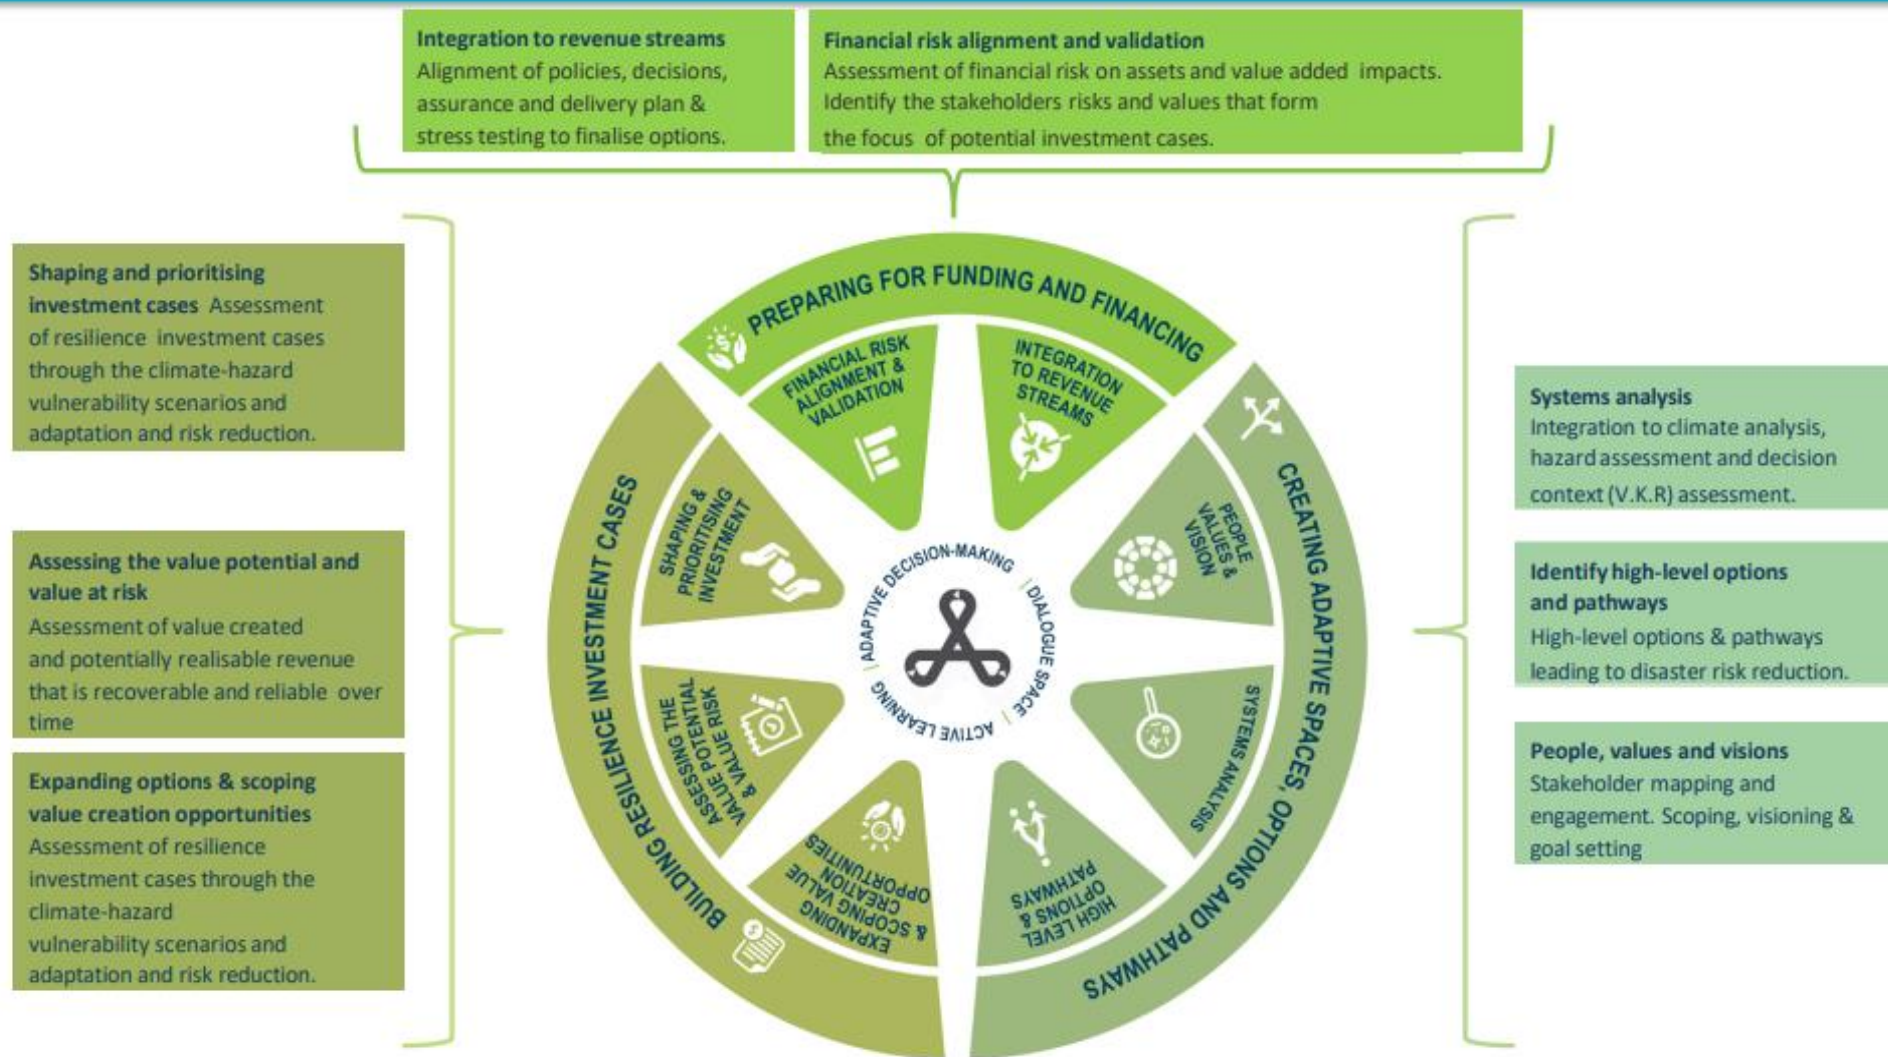 Integration to revenue streams
Alignment of policies, decisions,
assurance and delivery plan &
stress testing to finalise options.
Financial risk alignment and validation
Assessment of financial risk on assets and value added impacts.
Identify the stakeholders risks and values that form
the focus of potential investment cases.
Shaping and prioritising
investment cases Assessment
of resilience investment cases
through the climate-hazard
vulnerability scenarios and
adaptation and risk reduction.
Assessing the value potential and
value at risk
Assessment of value created
and potentially realisable revenue
that is recoverable and reliable over
time
Expanding options & scoping
value creation opportunities
Assessment of resilience
investment cases through the
climate-hazard
vulnerability scenarios and
adaptation and risk reduction.
PREPARING FOR FUNDING AND FINANCING
FINANCIAL RISK
ALIGNMENT &
VALIDATION
INTEGRATION
TO REVENUE
STREAMS
CREATING ADAPTIVE SPACES, OPTIONS AND PATHWAYS
PEOPLE
VALUES &
VISION
SYSTEMS ANALYSIS
HIGH LEVEL
OPTIONS &
PATHWAYS
BUILDING RESILIENCE INVESTMENT CASES
EXPANDING
& SCOPING VALUE
CREATION
OPPORTUNITIES
ASSESSING THE
VALUE POTENTIAL
& VALUE RISK
SHAPING &
PRIORITISING
INVESTMENT
ADAPTIVE DECISION-MAKING | DIALOGUE SPACE | ACTIVE LEARNING |
Systems analysis
Integration to climate analysis,
hazard assessment and decision
context (V.K.R) assessment.
Identify high-level options
and pathways
High-level options & pathways
leading to disaster risk reduction.
People, values and visions
Stakeholder mapping and
engagement. Scoping, visioning &
goal setting